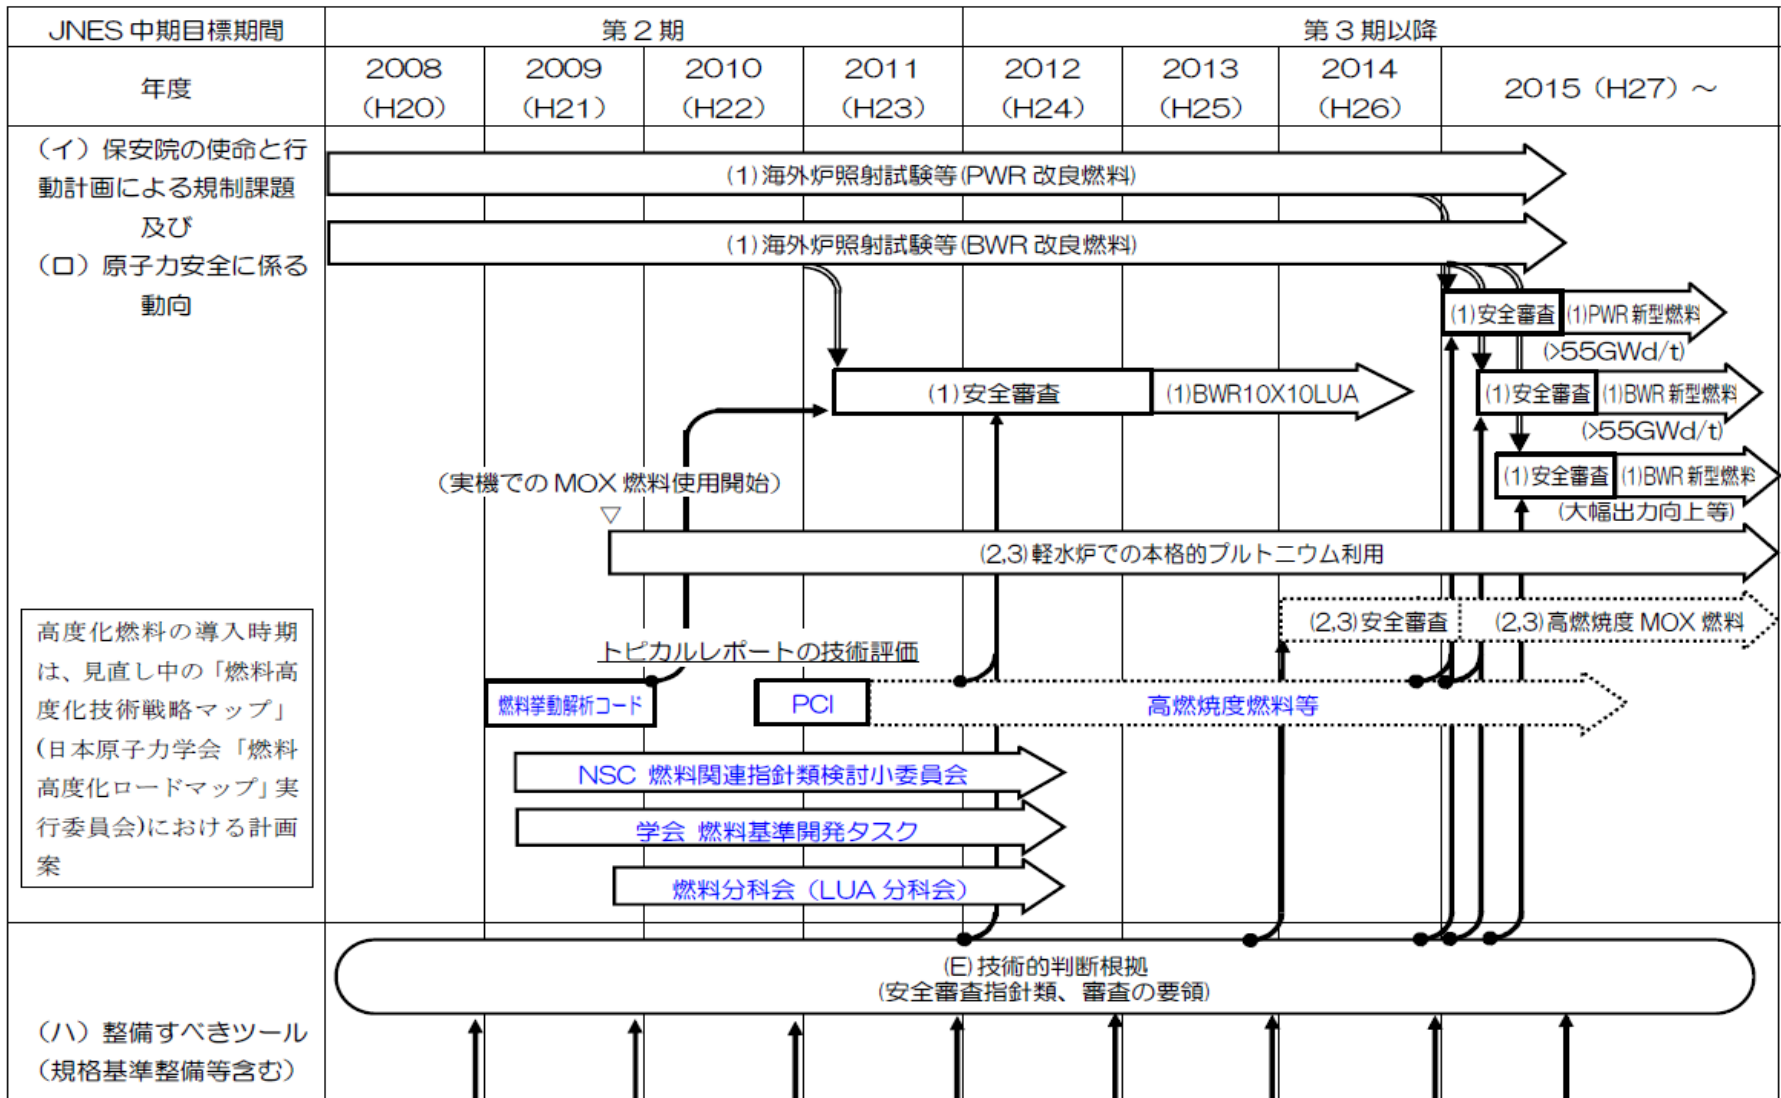 JNES 中期目標期間
第2期
第3期以降
年度
2008
(H20)
2009
(H21)
2010
(H22)
2011
(H23)
2012
(H24)
2013
(H25)
2014
(H26)
2015(H27)～
(イ)保安院の使命と行
動計画による規制課題
及び
(ロ)原子力安全に係る
動向
(1)海外炉照射試験等(PWR 改良燃料)
(1)海外炉照射試験等(BWR 改良燃料)
(1)安全審査
(1)PWR 新型燃料
(>55GWd/t)
(1)安全審査
(1)BWR10X10LUA
(1)安全審査
(1)BWR 新型燃料
(>55GWd/t)
(1)安全審査
(1)BWR 新型燃料
(大幅出力向上等)
(実機での MOX 燃料使用開始)
▽
(2,3)軽水炉での本格的プルトニウム利用
(2,3)安全審査
(2,3)高燃焼度 MOX 燃料
トピカルレポートの技術評価
燃料挙動解析コード
PCI
高燃焼度燃料等
NSC 燃料関連指針類検討小委員会
学会 燃料基準開発タスク
燃料分科会(LUA 分科会)
高度化燃料の導入時期
は、見直し中の「燃料高
度化技術戦略マップ」
(日本原子力学会「燃料
高度化ロードマップ」実
行委員会)における計画
案
(E)技術的判断根拠
(安全審査指針類、審査の要領)
(ハ)整備すべきツール
(規格基準整備等含む)